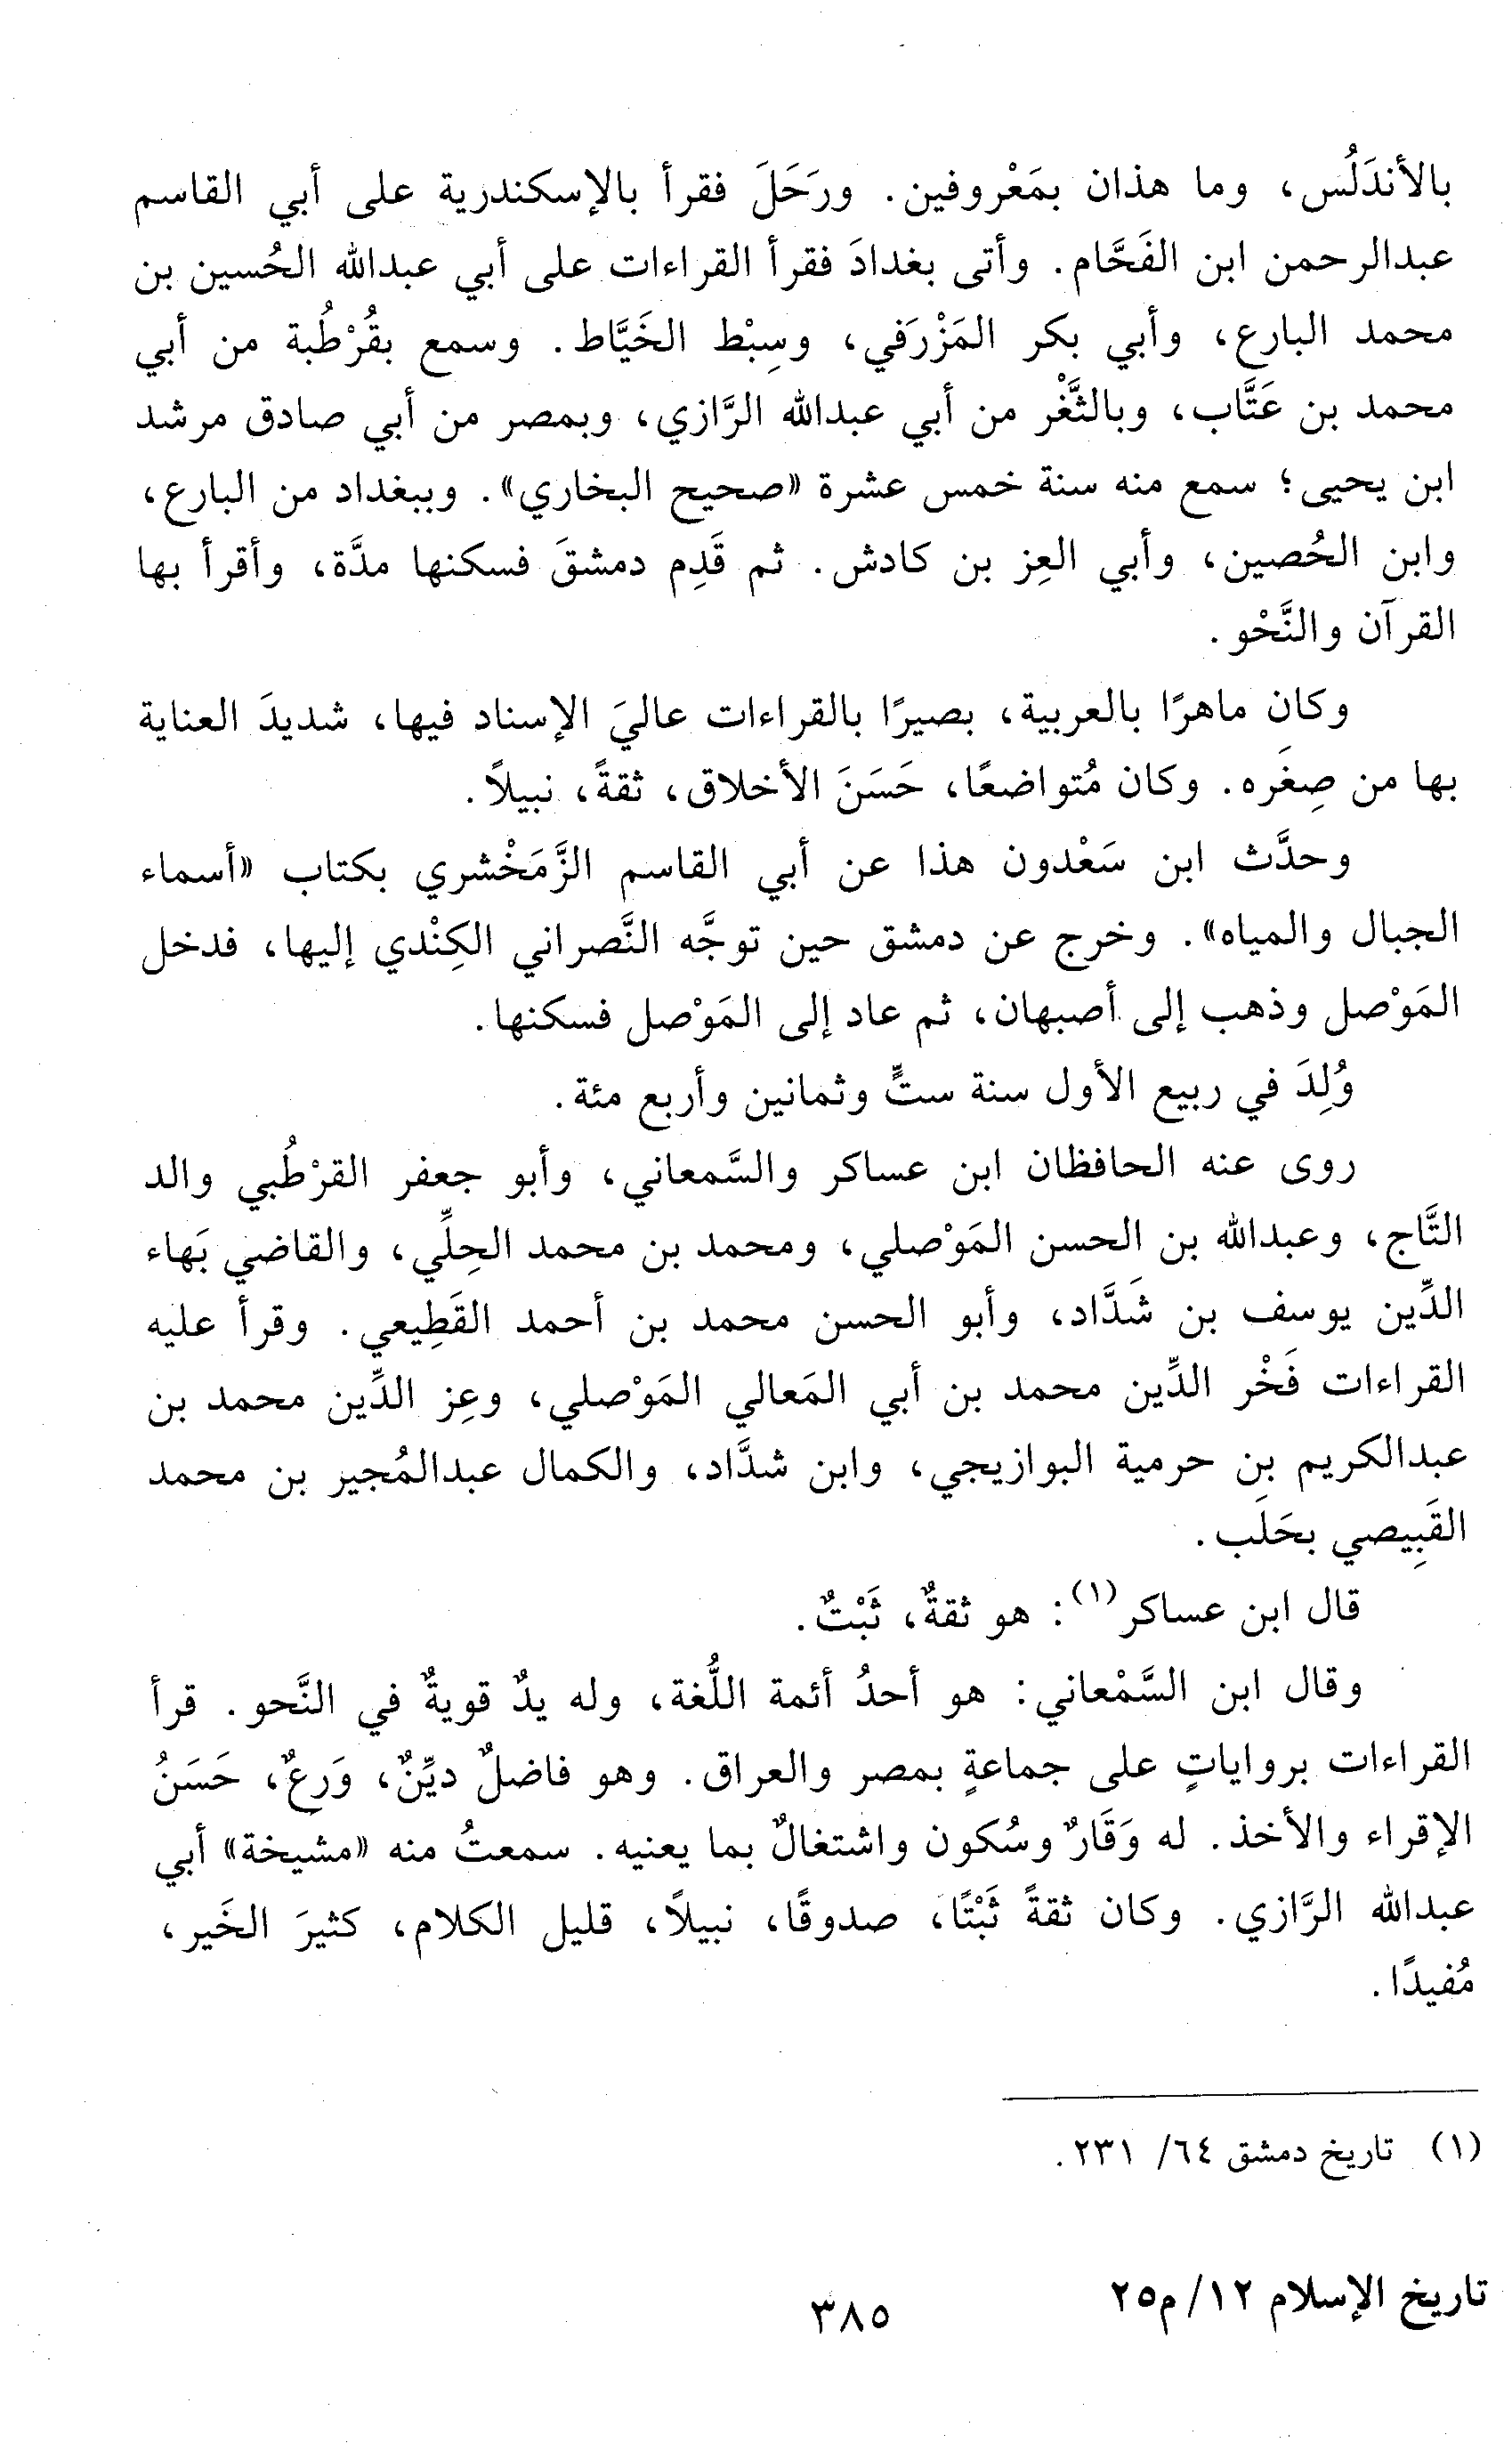 بالأندَلُس، وما هذان بمَعْروفين. ورَحَلَ فقرأ بالإسكندرية على أبي القاسم
عبدالرحمن ابن الفَحَّام. وأتى بغدادَ فقرأ القراءات على أبي عبدالله الحُسين بن
محمد البارع، وأبي بكر المَزْرَفي، وسِبْط الخَيَّاط. وسمع بقُرْطُبة من أبي
محمد بن عَتَّاب، وبالثَّغْر من أبي عبدالله الرَّازي، وبمصر من أبي صادق مرشد
ابن يحيى؛ سمع منه سنة خمس عشرة «صحيح البخاري». وببغداد من البارع،
وابن الحُصين، وأبي العِز بن كادش. ثم قَدِم دمشقَ فسكنها مدَّة، وأقرأ بها
القرآن والنَّحْو.
وكان ماهرًا بالعربية، بصيرًا بالقراءات عاليَ الإسناد فيها، شديدَ العناية
بها من صِغَره. وكان مُتواضعًا، حَسَنَ الأخلاق، ثقةً، نبيلاً.
وحدَّث ابن سَعْدون هذا عن أبي القاسم الزَّمَخْشري بكتاب «أسماء
الجبال والمياه». وخرج عن دمشق حين توجَّه النَّصراني الكِنْدي إليها، فدخل
المَوْصل وذهب إلى أصبهان، ثم عاد إلى المَوْصل فسكنها.
وُلِدَ في ربيع الأول سنة ستٍّ وثمانين وأربع مئة.
روى عنه الحافظان ابن عساكر والسَّمعاني، وأبو جعفر القرْطُبي والد
التَّاج، وعبدالله بن الحسن المَوْصلي، ومحمد بن محمد الحِلِّي، والقاضي بَهاء
الدِّين يوسف بن شَدَّاد، وأبو الحسن محمد بن أحمد القَطِيعي. وقرأ عليه
القراءات فَخْر الدِّين محمد بن أبي المَعالي المَوْصلي، وعِز الدِّين محمد بن
عبدالكريم بن حرمية البوازيجي، وابن شدَّاد، والكمال عبدالمُجير بن محمد
القَبِيصي بحَلَب.
قال ابن عساكر(١): هو ثقةٌ، ثَبْتٌ.
وقال ابن السَّمْعاني: هو أحدُ أئمة اللُّغة، وله يدٌ قويةٌ في النَّحو. قرأ
القراءات برواياتٍ على جماعةٍ بمصر والعراق. وهو فاضلٌ ديِّنٌ، وَرعٌ، حَسَنُ
الإقراء والأخذ. له وَقَارٌ وسُكون واشتغالٌ بما يعنيه. سمعتُ منه «مشيخة» أبي
عبدالله الرَّازي. وكان ثقةً ثَبْتًا، صدوقًا، نبيلاً، قليل الكلام، كثيرَ الخَير،
مُفيدًا.
(١) تاريخ دمشق ٦٤/ ٢٣١.
تاريخ الإسلام ١٢/ م٢٥
٣٨٥